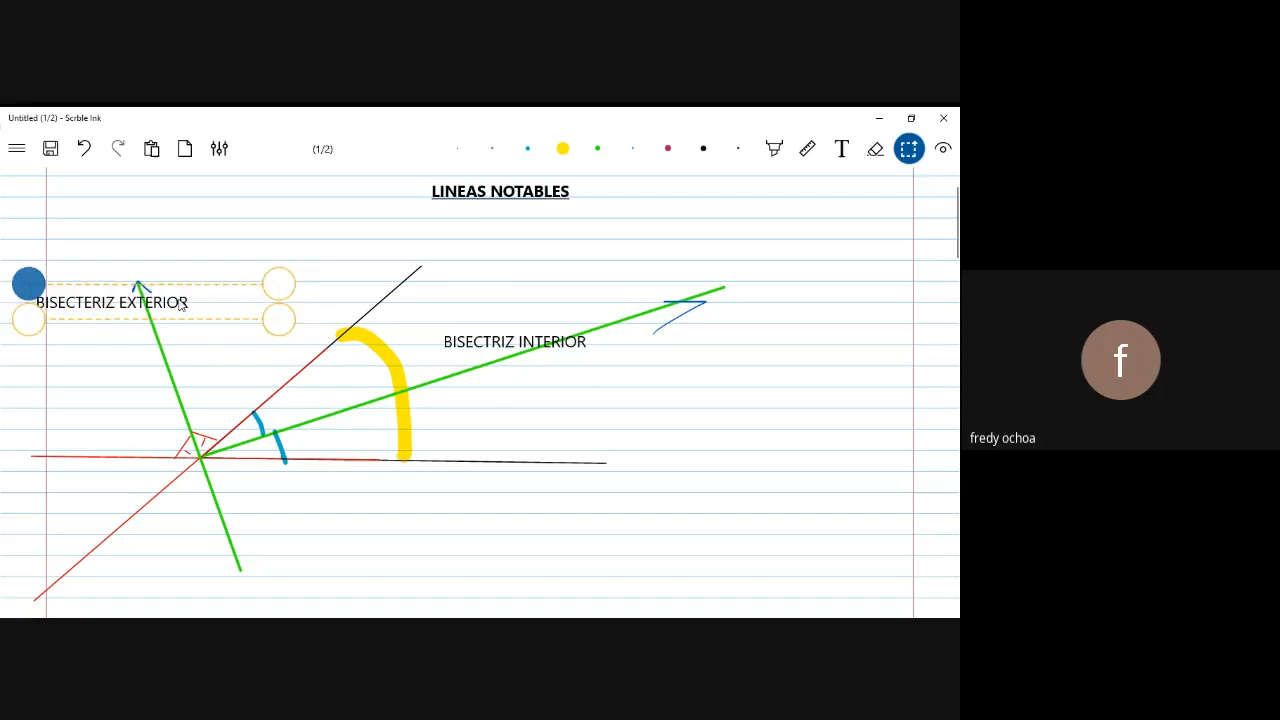 Untitled (1/2) - Scrble Ink
(1/2)
T
LINEAS NOTABLES
BISECTERIZ EXTERIOR
BISECTRIZ INTERIOR
f
fredy ochoa